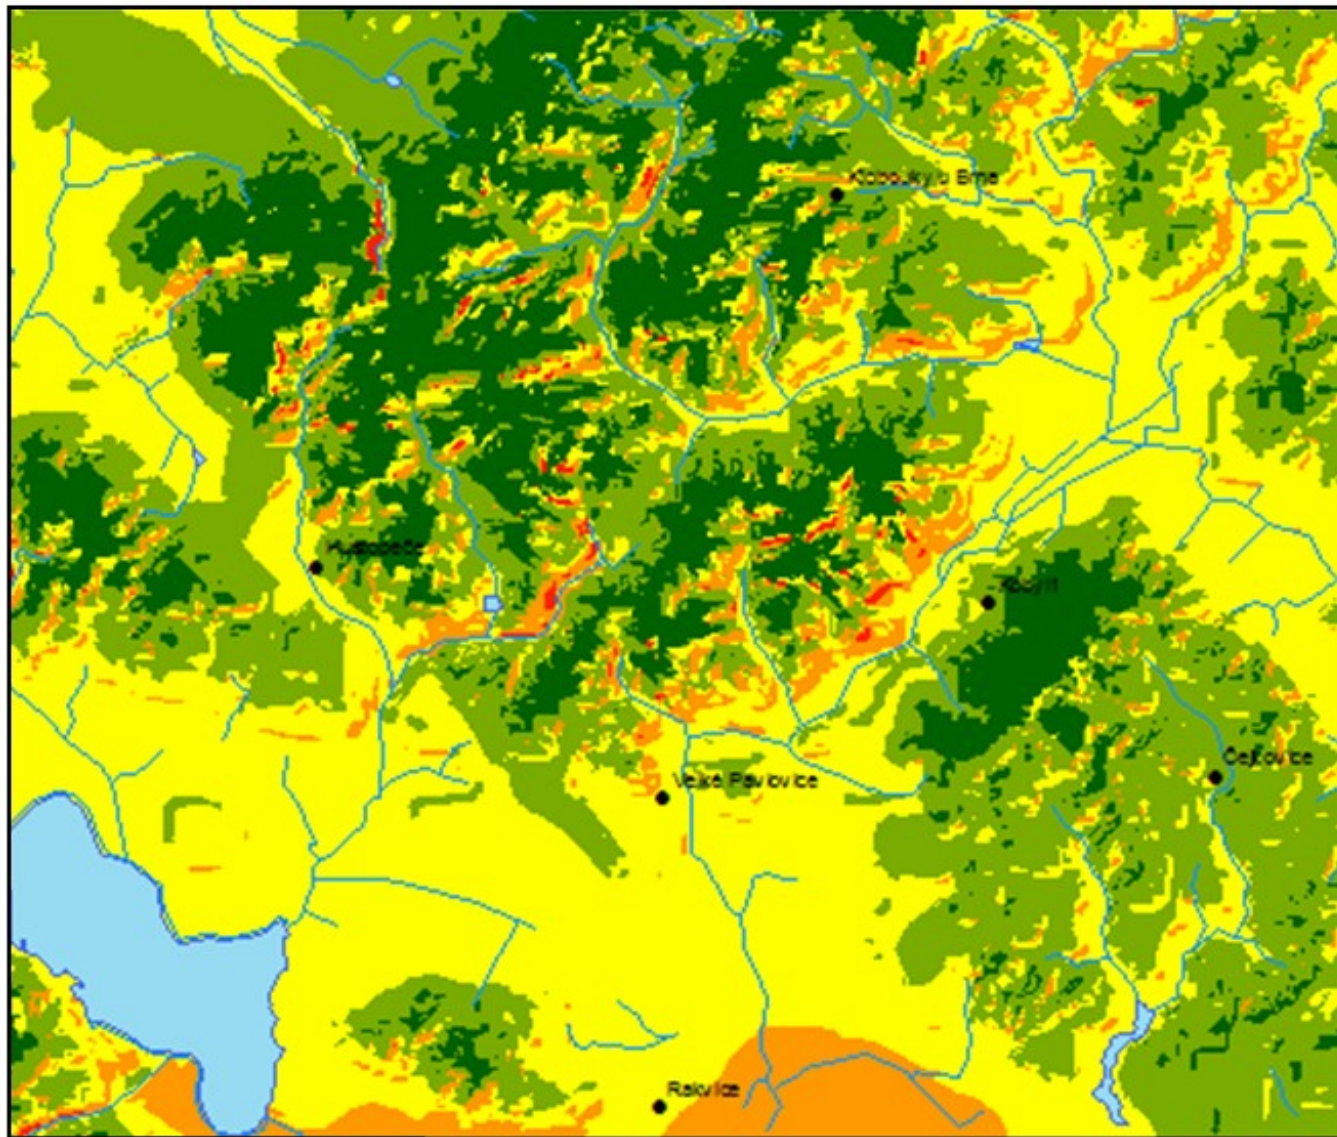 Klobouky u Brna
Hustopeče
Kobylí
Čejkovice
Velké Pavlovice
Rakvice